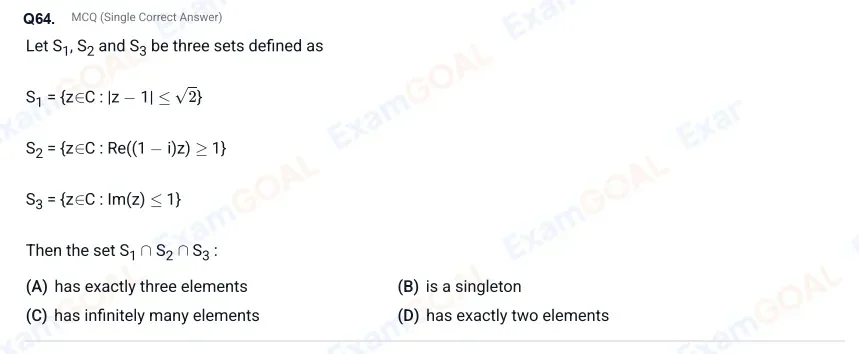 Q64. MCQ (Single Correct Answer)
Let S₁, S₂ and S₃ be three sets defined as
S₁ = {z∈C : |z − 1| ≤ √2}
S₂ = {z∈C : Re((1 − i)z) ≥ 1}
S₃ = {z∈C : Im(z) ≤ 1}
Then the set S₁ ∩ S₂ ∩ S₃ :
(A) has exactly three elements (B) is a singleton
(C) has infinitely many elements (D) has exactly two elements
ExamGOAL